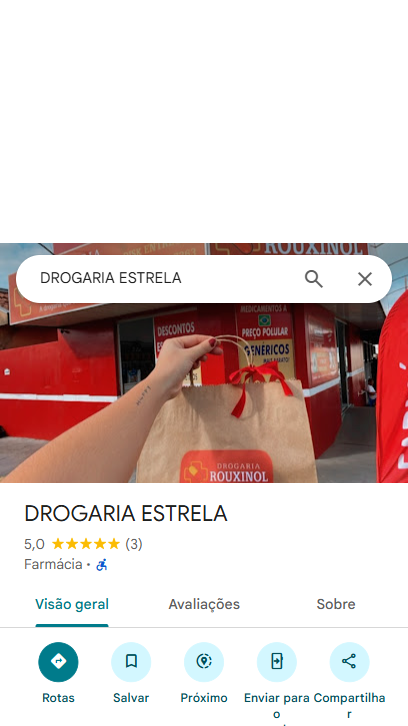 ROUXINOL
DROGARIA ESTRELA
MEDICAMENTOS A
PREÇO POPULAR
DESCONTOS
GENÉRICOS
DROGARIA
ROUXINOL
DROGARIA ESTRELA
5,0 (3)
Farmácia
Visão geral
Avaliações
Sobre
Rotas
Salvar
Próximo
Enviar para
o
Compartilha
r